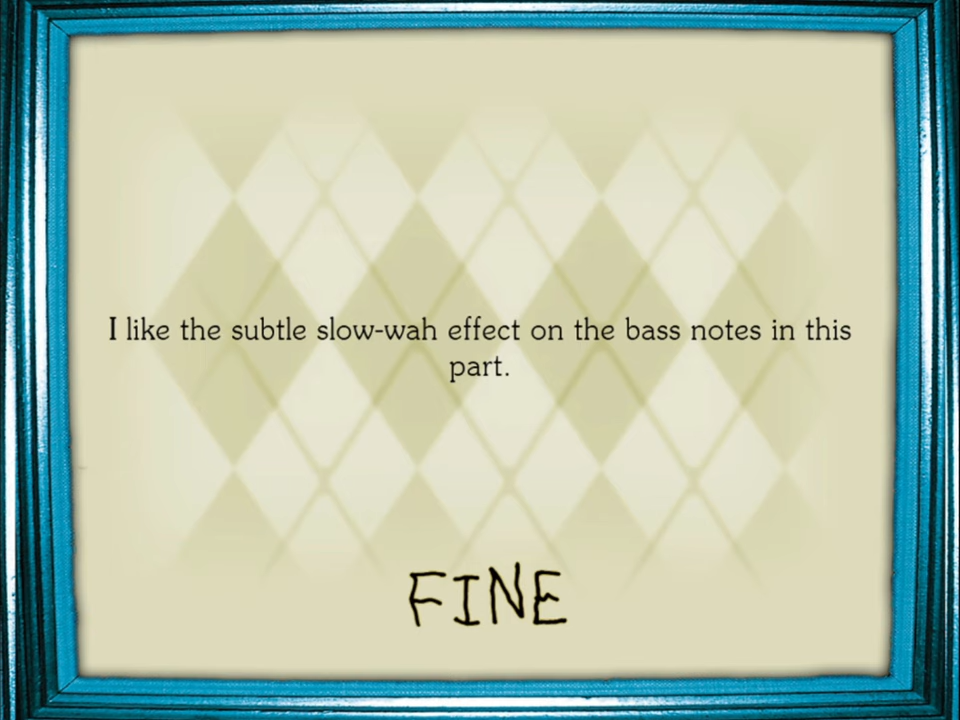 I like the subtle slow-wah effect on the bass notes in this
part.
FINE